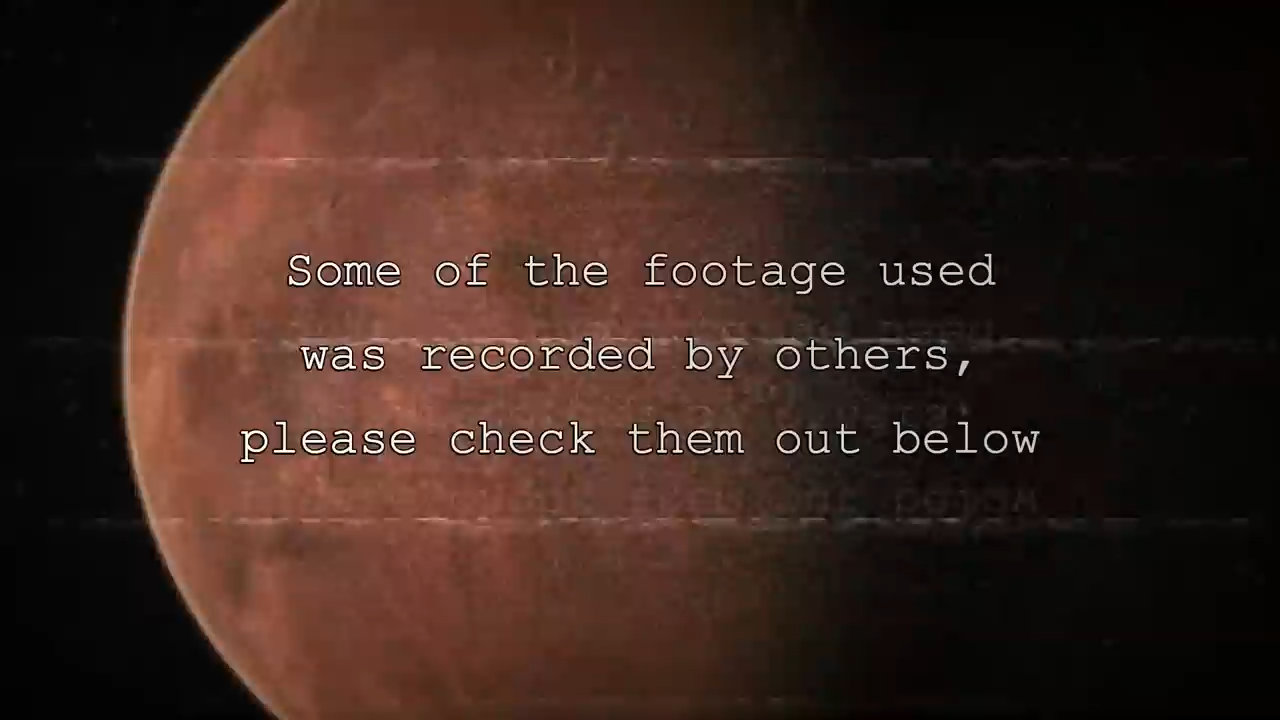 Some of the footage used
was recorded by others,
please check them out below